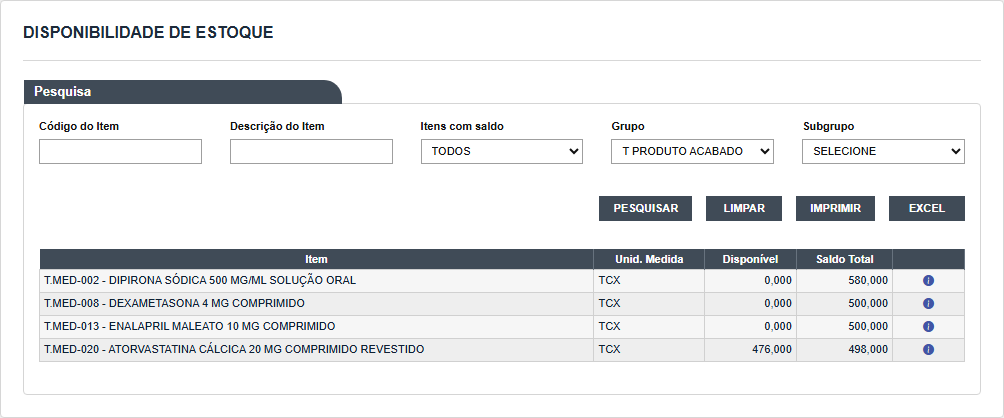 DISPONIBILIDADE DE ESTOQUE
Pesquisa
Código do Item Descrição do Item Itens com saldo Grupo Subgrupo
TODOS T PRODUTO ACABADO SELECIONE
PESQUISAR LIMPAR IMPRIMIR EXCEL
Item Unid. Medida Disponível Saldo Total
T.MED-002 - DIPIRONA SÓDICA 500 MG/ML SOLUÇÃO ORAL TCX 0,000 580,000 i
T.MED-008 - DEXAMETASONA 4 MG COMPRIMIDO TCX 0,000 500,000 i
T.MED-013 - ENALAPRIL MALEATO 10 MG COMPRIMIDO TCX 0,000 500,000 i
T.MED-020 - ATORVASTATINA CÁLCICA 20 MG COMPRIMIDO REVESTIDO TCX 476,000 498,000 i